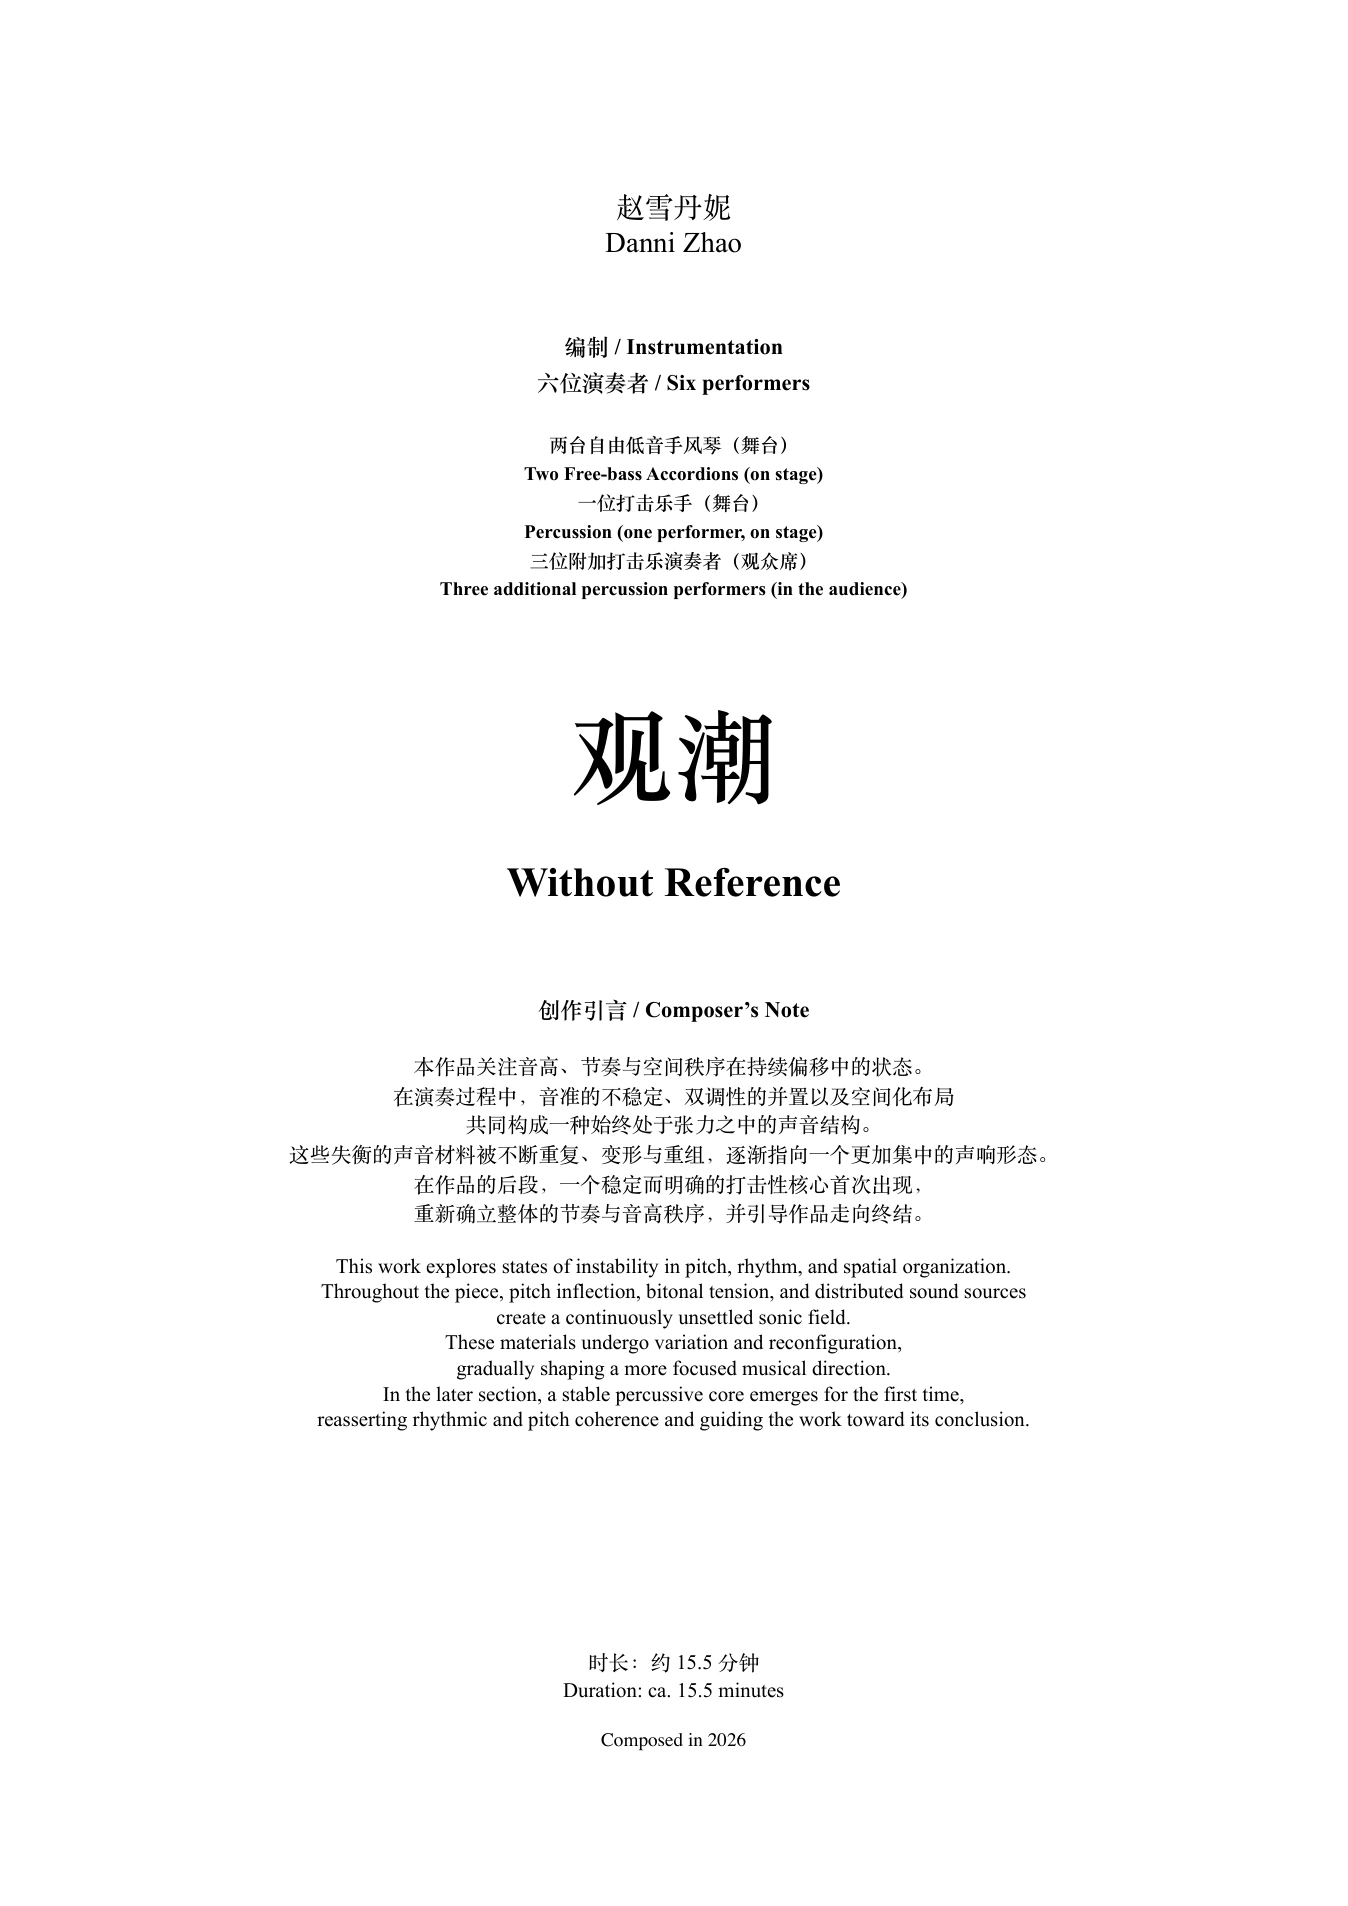 赵雪丹妮
Danni Zhao
编制 / Instrumentation
六位演奏者 / Six performers
两台自由低音手风琴（舞台）
Two Free-bass Accordions (on stage)
一位打击乐手（舞台）
Percussion (one performer, on stage)
三位附加打击乐演奏者（观众席）
Three additional percussion performers (in the audience)
观潮
Without Reference
创作引言 / Composer’s Note
本作品关注音高、节奏与空间秩序在持续偏移中的状态。
在演奏过程中，音准的不稳定、双调性的并置以及空间化布局
共同构成一种始终处于张力之中的声音结构。
这些失衡的声音材料被不断重复、变形与重组，逐渐指向一个更加集中的声响形态。
在作品的后段，一个稳定而明确的打击性核心首次出现，
重新确立整体的节奏与音高秩序，并引导作品走向终结。
This work explores states of instability in pitch, rhythm, and spatial organization.
Throughout the piece, pitch inflection, bitonal tension, and distributed sound sources
create a continuously unsettled sonic field.
These materials undergo variation and reconfiguration,
gradually shaping a more focused musical direction.
In the later section, a stable percussive core emerges for the first time,
reasserting rhythmic and pitch coherence and guiding the work toward its conclusion.
时长：约 15.5 分钟
Duration: ca. 15.5 minutes
Composed in 2026